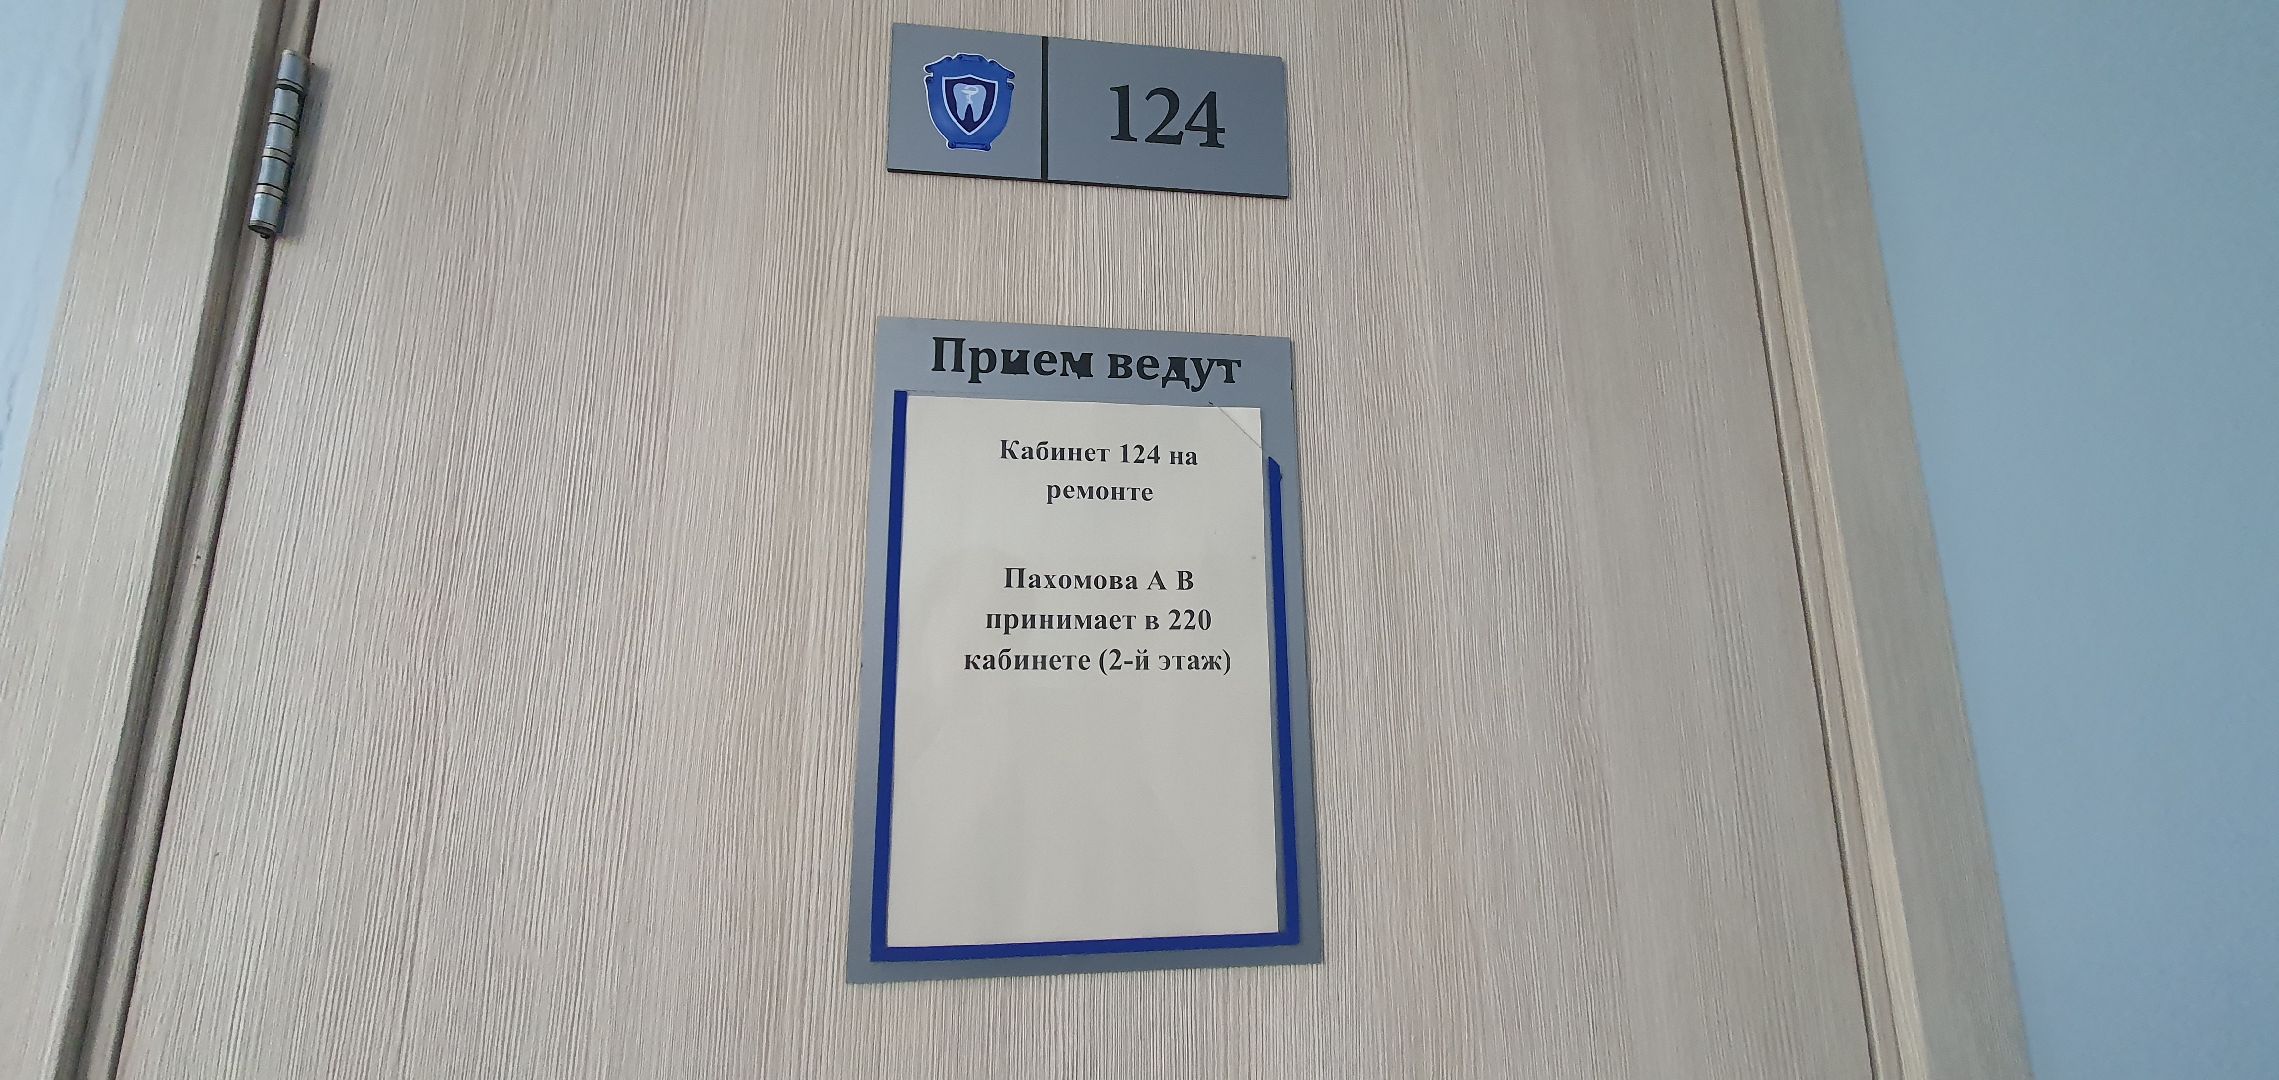 124
Прием ведут
Кабинет 124 на
ремонте
Пахомова А В
принимает в 220
кабинете (2-й этаж)